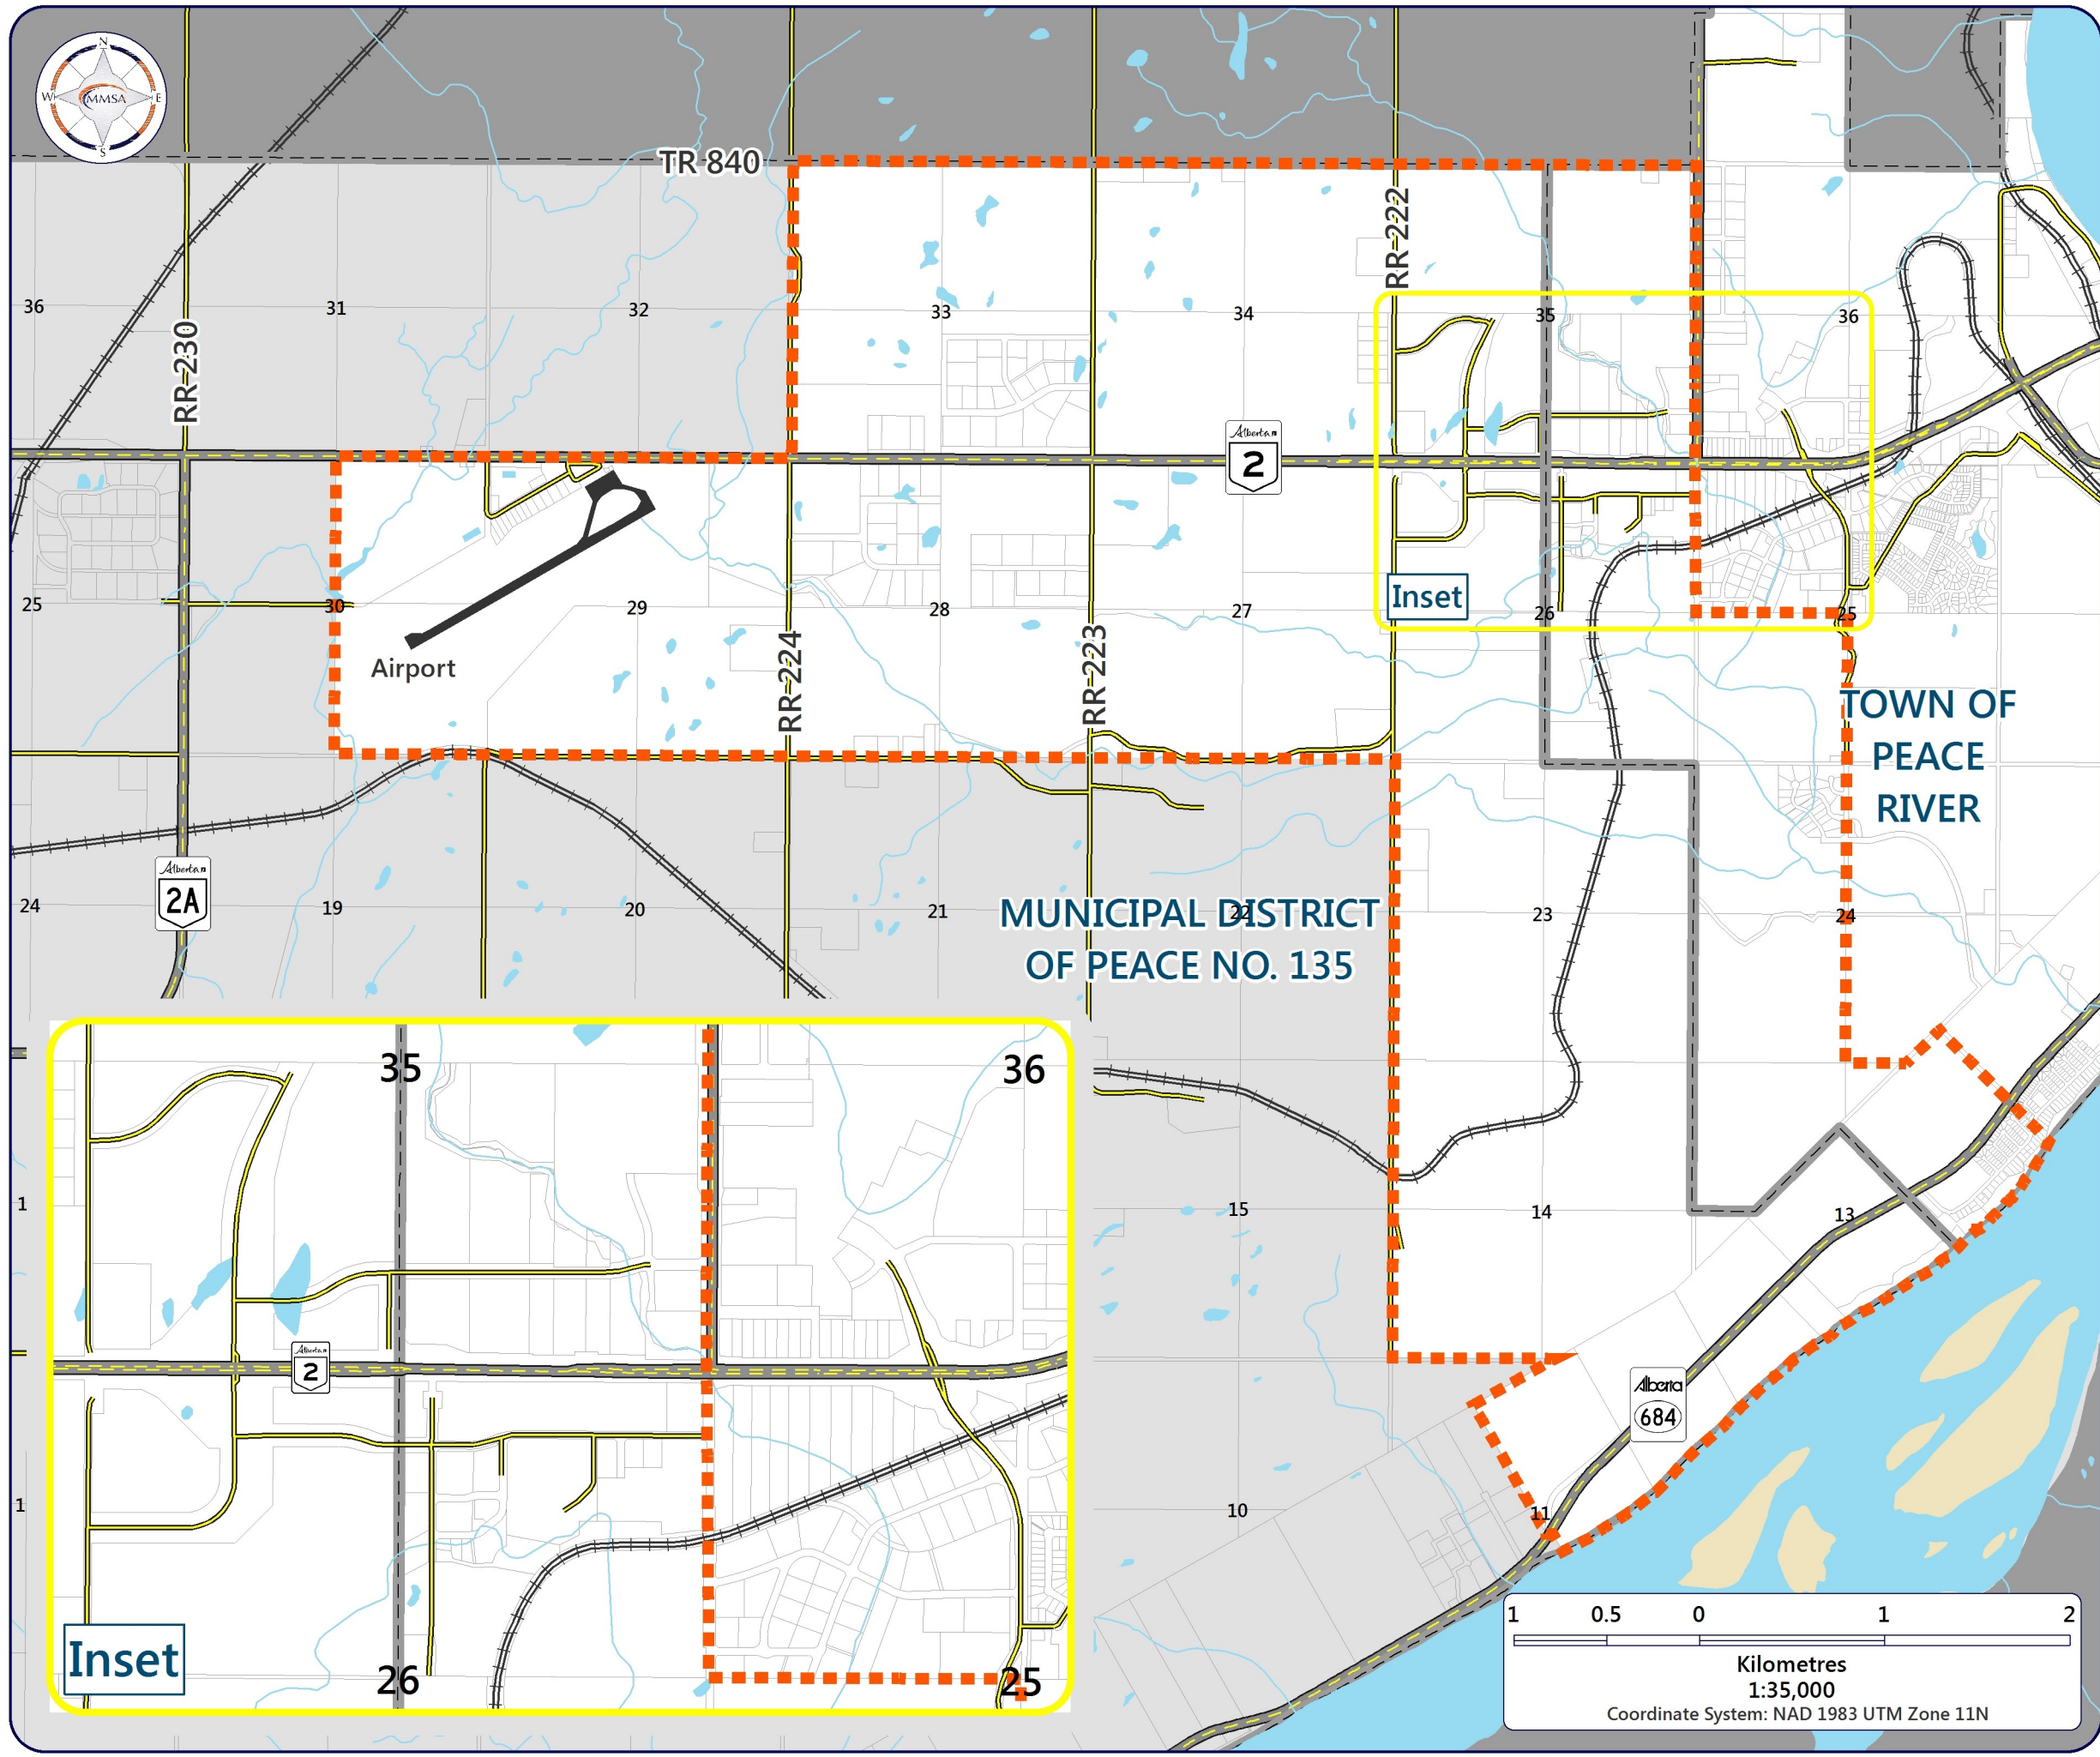 N
W MMSA E
S
TR 840
RR 222
36
31
32
33
34
35
36
RR 230
Alberta
2
Inset
25
30
29
28
27
26
25
Airport
RR 224
RR 223
TOWN OF
PEACE
RIVER
Alberta
2A
24
19
20
21
22
23
24
MUNICIPAL DISTRICT
OF PEACE NO. 135
35
36
1
15
14
13
Alberta
2
Alberta
684
1
10
11
Inset
26
25
1 0.5 0 1 2
Kilometres
1:35,000
Coordinate System: NAD 1983 UTM Zone 11N